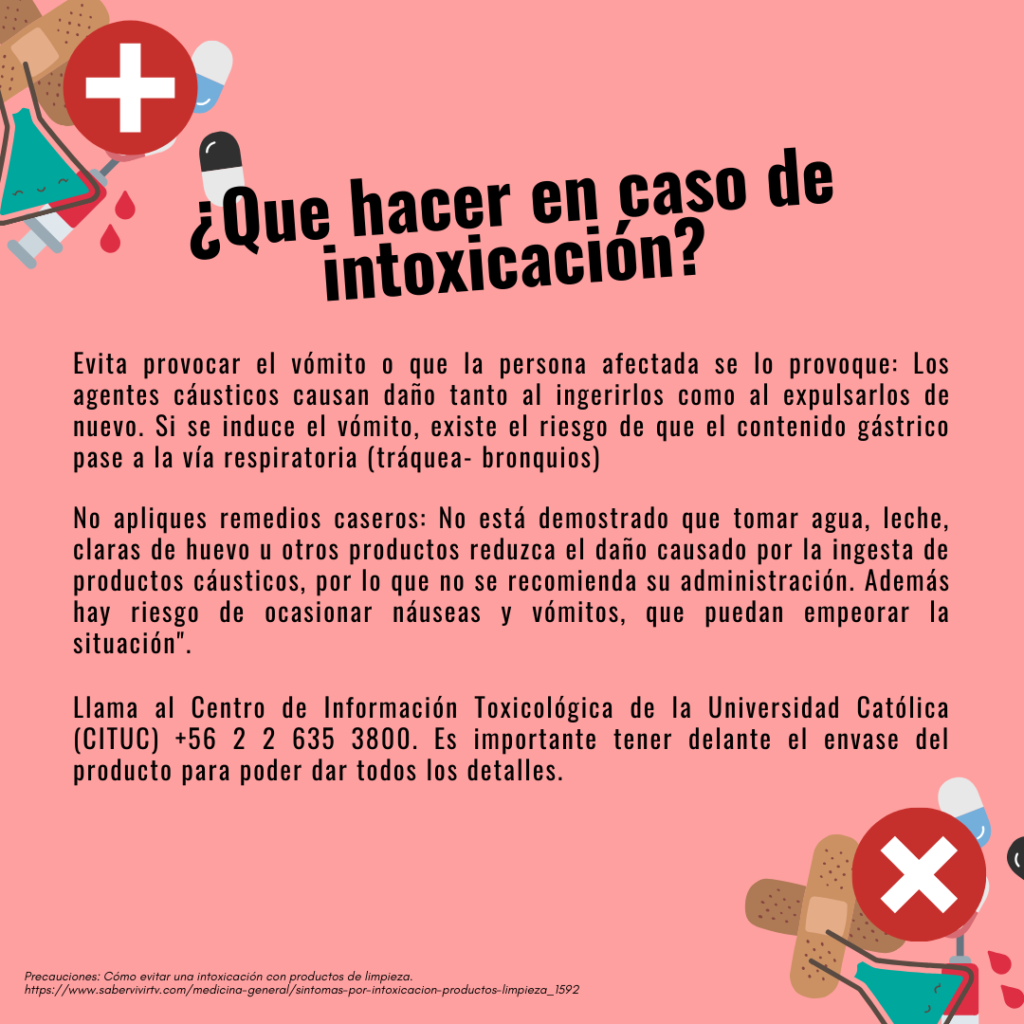 ¿Que hacer en caso de
intoxicación?
Evita provocar el vómito o que la persona afectada se lo provoque: Los
agentes cáusticos causan daño tanto al ingerirlos como al expulsarlos de
nuevo. Si se induce el vómito, existe el riesgo de que el contenido gástrico
pase a la vía respiratoria (tráquea- bronquios)
No apliques remedios caseros: No está demostrado que tomar agua, leche,
claras de huevo u otros productos reduzca el daño causado por la ingesta de
productos cáusticos, por lo que no se recomienda su administración. Además
hay riesgo de ocasionar náuseas y vómitos, que puedan empeorar la
situación".
Llama al Centro de Información Toxicológica de la Universidad Católica
(CITUC) +56 2 2 635 3800. Es importante tener delante el envase del
producto para poder dar todos los detalles.
Precauciones: Cómo evitar una intoxicación con productos de limpieza.
https://www.sabervivirtv.com/medicina-general/sintomas-por-intoxicacion-productos-limpieza_1592